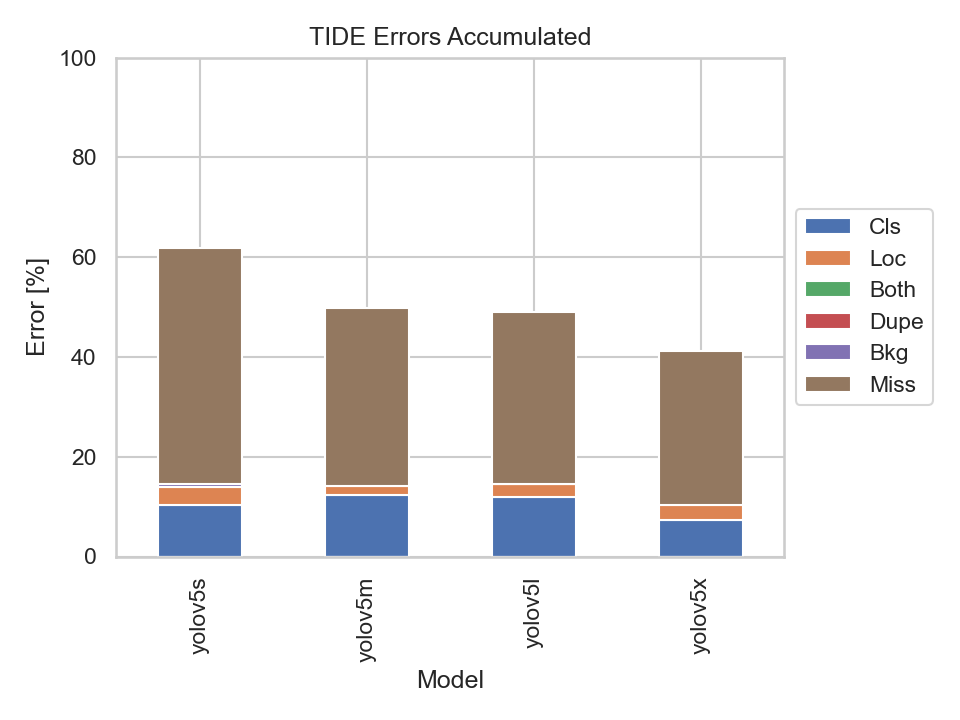 TIDE Errors Accumulated
100
80
60
40
20
0
Error [%]
yolov5s
yolov5m
yolov5l
yolov5x
Model
Cls
Loc
Both
Dupe
Bkg
Miss